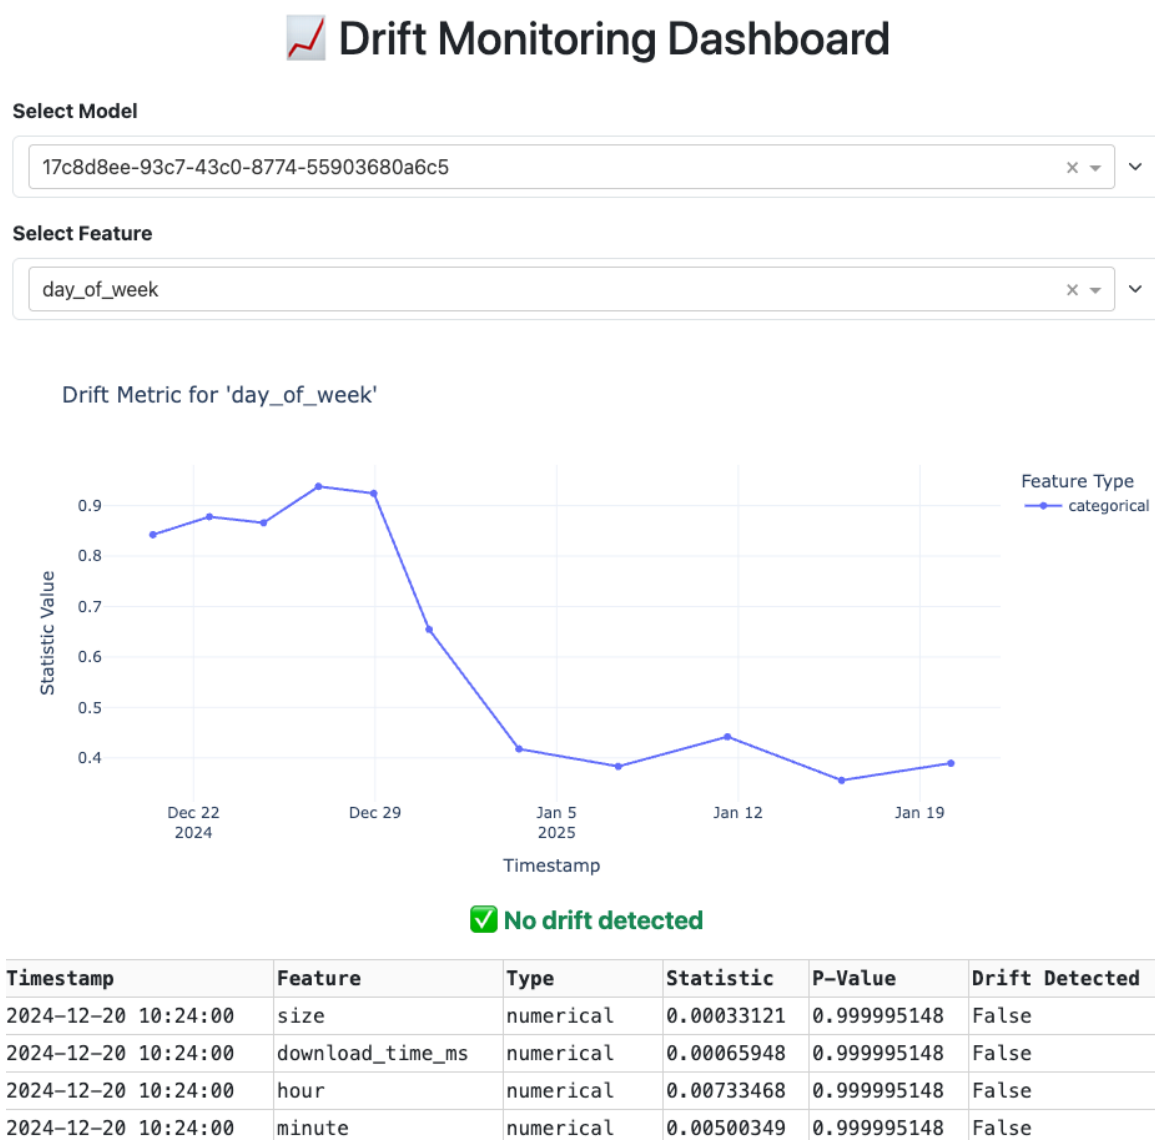 📈 Drift Monitoring Dashboard
Select Model
17c8d8ee-93c7-43c0-8774-55903680a6c5
Select Feature
day_of_week
Drift Metric for 'day_of_week'
Feature Type
categorical
0.9
0.8
0.7
0.6
0.5
0.4
Statistic Value
Dec 22 Dec 29 Jan 5 Jan 12 Jan 19
2024 2025
Timestamp
✅ No drift detected
Timestamp Feature Type Statistic P-Value Drift Detected
2024-12-20 10:24:00 size numerical 0.00033121 0.999995148 False
2024-12-20 10:24:00 download_time_ms numerical 0.00065948 0.999995148 False
2024-12-20 10:24:00 hour numerical 0.00733468 0.999995148 False
2024-12-20 10:24:00 minute numerical 0.00500349 0.999995148 False